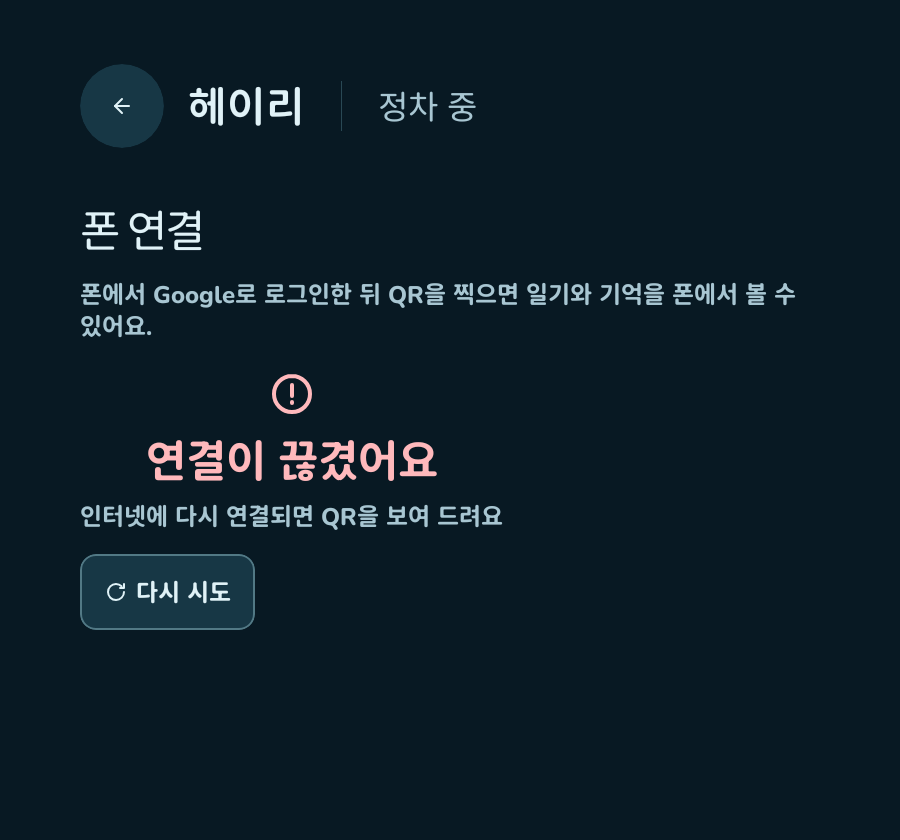 헤이리
정차 중
폰 연결
폰에서 Google로 로그인한 뒤 QR을 찍으면 일기와 기억을 폰에서 볼 수
있어요.
연결이 끊겼어요
인터넷에 다시 연결되면 QR을 보여 드려요
다시 시도